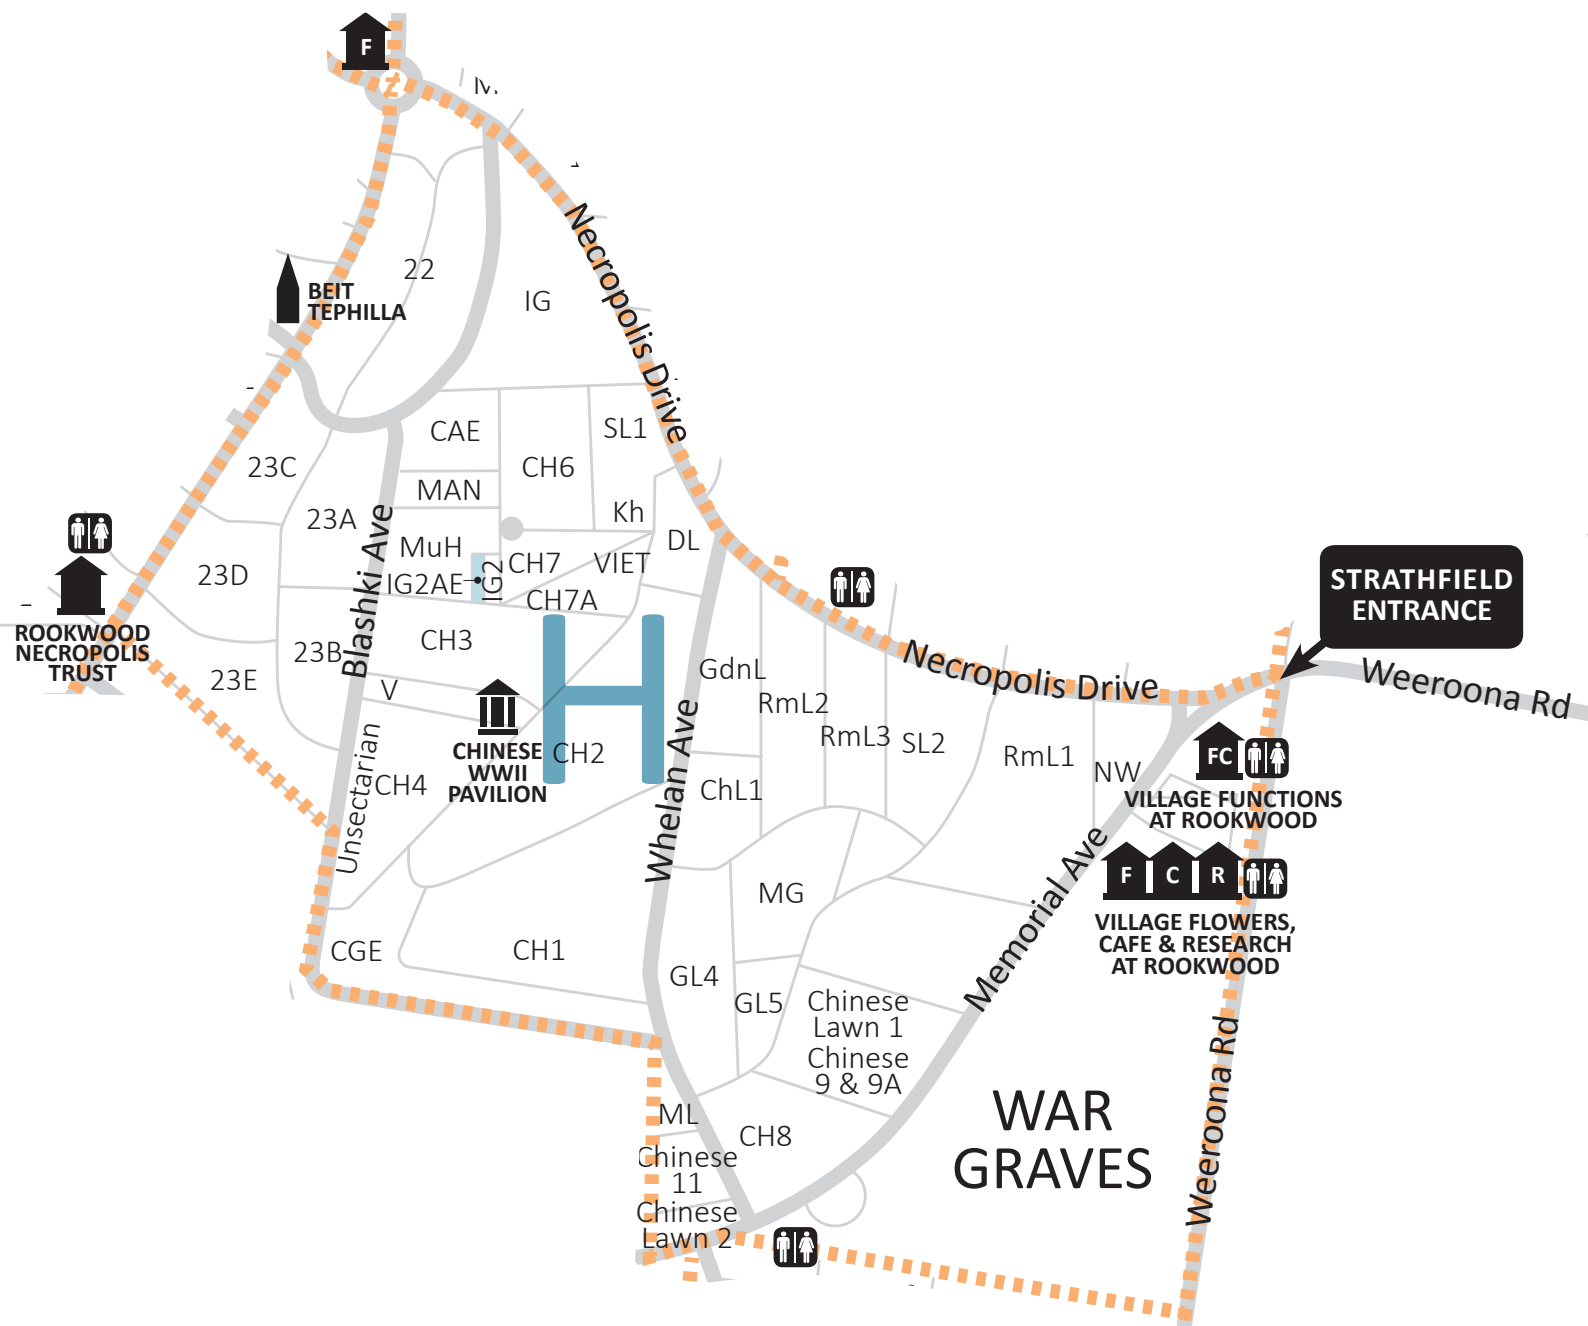 F
22
IG
BEIT
TEPHILLA
Necropolis Drive
CAE
SL1
23C
CH6
MAN
Kh
23A
DL
MuH
CH7
VIET
IG2AE
IG2
23D
CH7A
Blashki Ave
STRATHFIELD
ENTRANCE
ROOKWOOD
NECROPOLIS
TRUST
CH3
23B
23E
V
H
GdnL
Necropolis Drive
Weeroona Rd
RmL2
RmL3
SL2
RmL1
NW
FC
CHINESE
WWII
PAVILION
CH2
Unsectarian
CH4
ChL1
Whelan Ave
VILLAGE FUNCTIONS
AT ROOKWOOD
Memorial Ave
F C R
VILLAGE FLOWERS,
CAFE & RESEARCH
AT ROOKWOOD
MG
CGE
CH1
GL4
GL5
Chinese
Lawn 1
Chinese
9 & 9A
Weeroona Rd
WAR
GRAVES
ML
CH8
Chinese
11
Chinese
Lawn 2